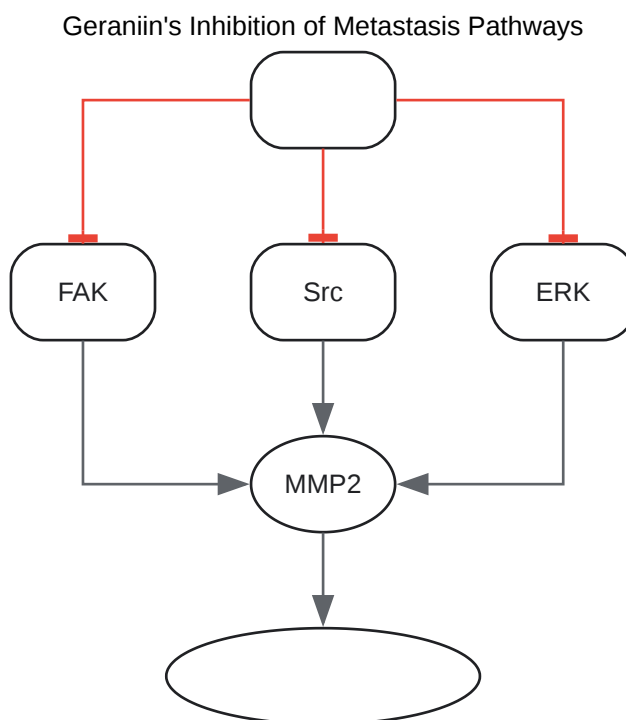 Geraniin's Inhibition of Metastasis Pathways
FAK
Src
ERK
MMP2